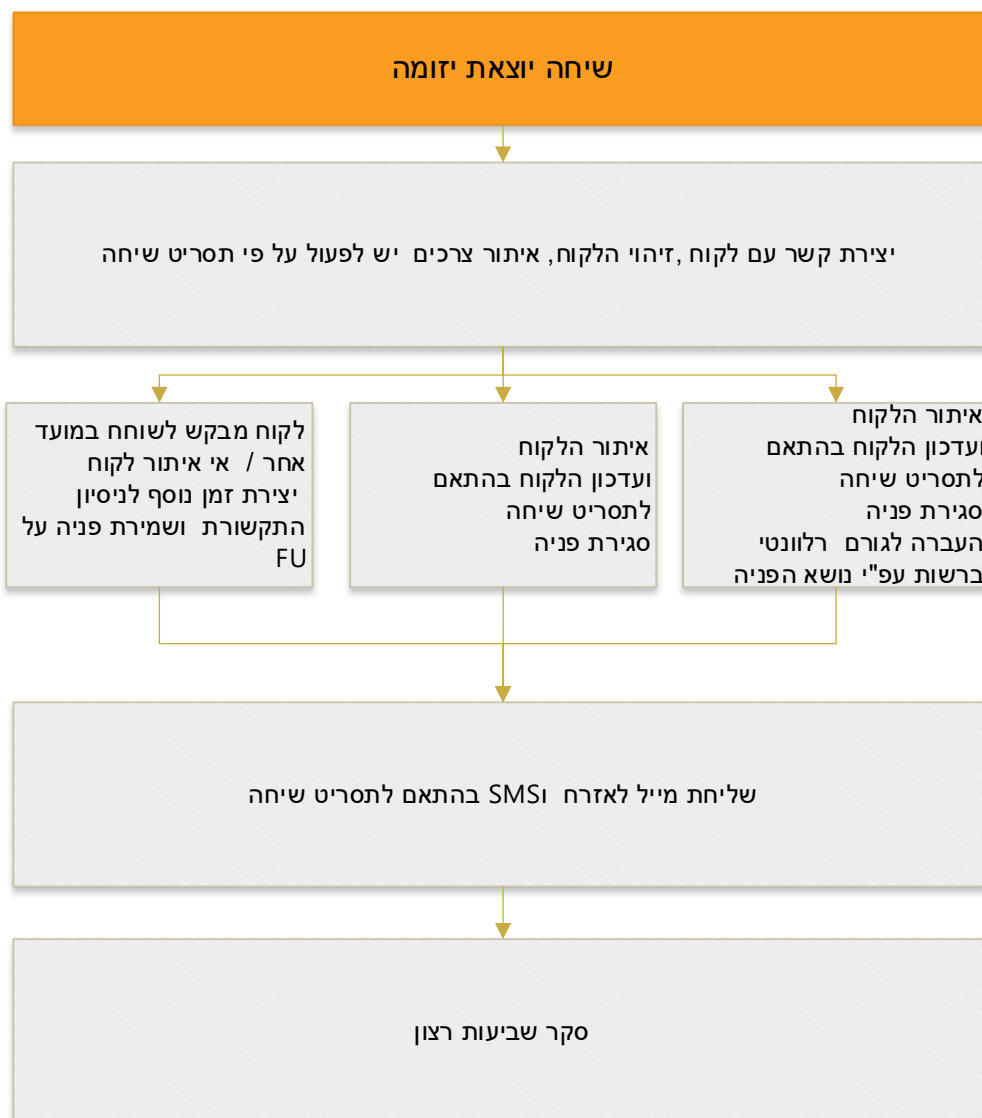 שיחה יוצאת יזומה
יצירת קשר עם לקוח ,זיהוי הלקוח, איתור צרכים יש לפעול על פי תסריט שיחה
איתור הלקוח
ועדכון הלקוח בהתאם
לתסריט שיחה
סגירת פניה
העברה לגורם רלוונטי
ברשות עפ"י נושא הפניה
איתור הלקוח
ועדכון הלקוח בהתאם
לתסריט שיחה
סגירת פניה
לקוח מבקש לשוחח במועד
אחר / אי איתור לקוח
יצירת זמן נוסף לניסיון
התקשורת ושמירת פניה על
FU
שליחת מייל לאזרח וSMS בהתאם לתסריט שיחה
סקר שביעות רצון